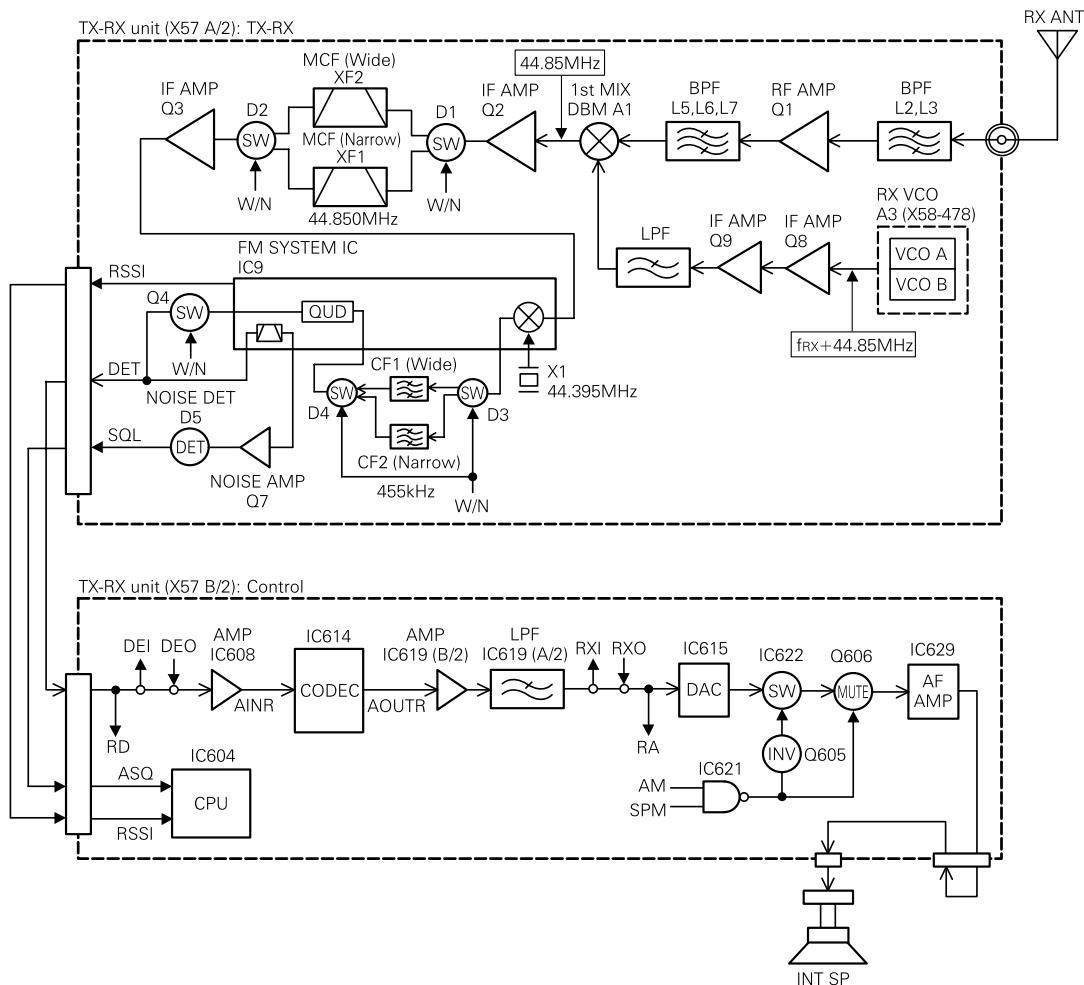 TX-RX unit (X57 A/2): TX-RX
RX ANT
MCF (Wide)
XF2
44.85MHz
IF AMP
Q3
D2
SW
MCF (Narrow)
XF1
44.850MHz
D1
SW
IF AMP
Q2
1st MIX
DBM A1
BPF
L5,L6,L7
RF AMP
Q1
BPF
L2,L3
W/N
W/N
RX VCO
A3 (X58-478)
VCO A
VCO B
IF AMP
Q8
IF AMP
Q9
LPF
fRX+44.85MHz
FM SYSTEM IC
IC9
RSSI
Q4
SW
QUD
W/N
DET
NOISE DET
D5
DET
SQL
NOISE AMP
Q7
CF1 (Wide)
SW
D4
SW
D3
CF2 (Narrow)
455kHz
W/N
X1
44.395MHz
TX-RX unit (X57 B/2): Control
DEI
DEO
AMP
IC608
IC614
CODEC
AINR
AOUTR
AMP
IC619 (B/2)
LPF
IC619 (A/2)
RXI
RXO
IC615
DAC
IC622
SW
Q606
MUTE
IC629
AF
AMP
RD
RA
INV
Q605
IC621
AM
SPM
IC604
CPU
ASQ
RSSI
INT SP